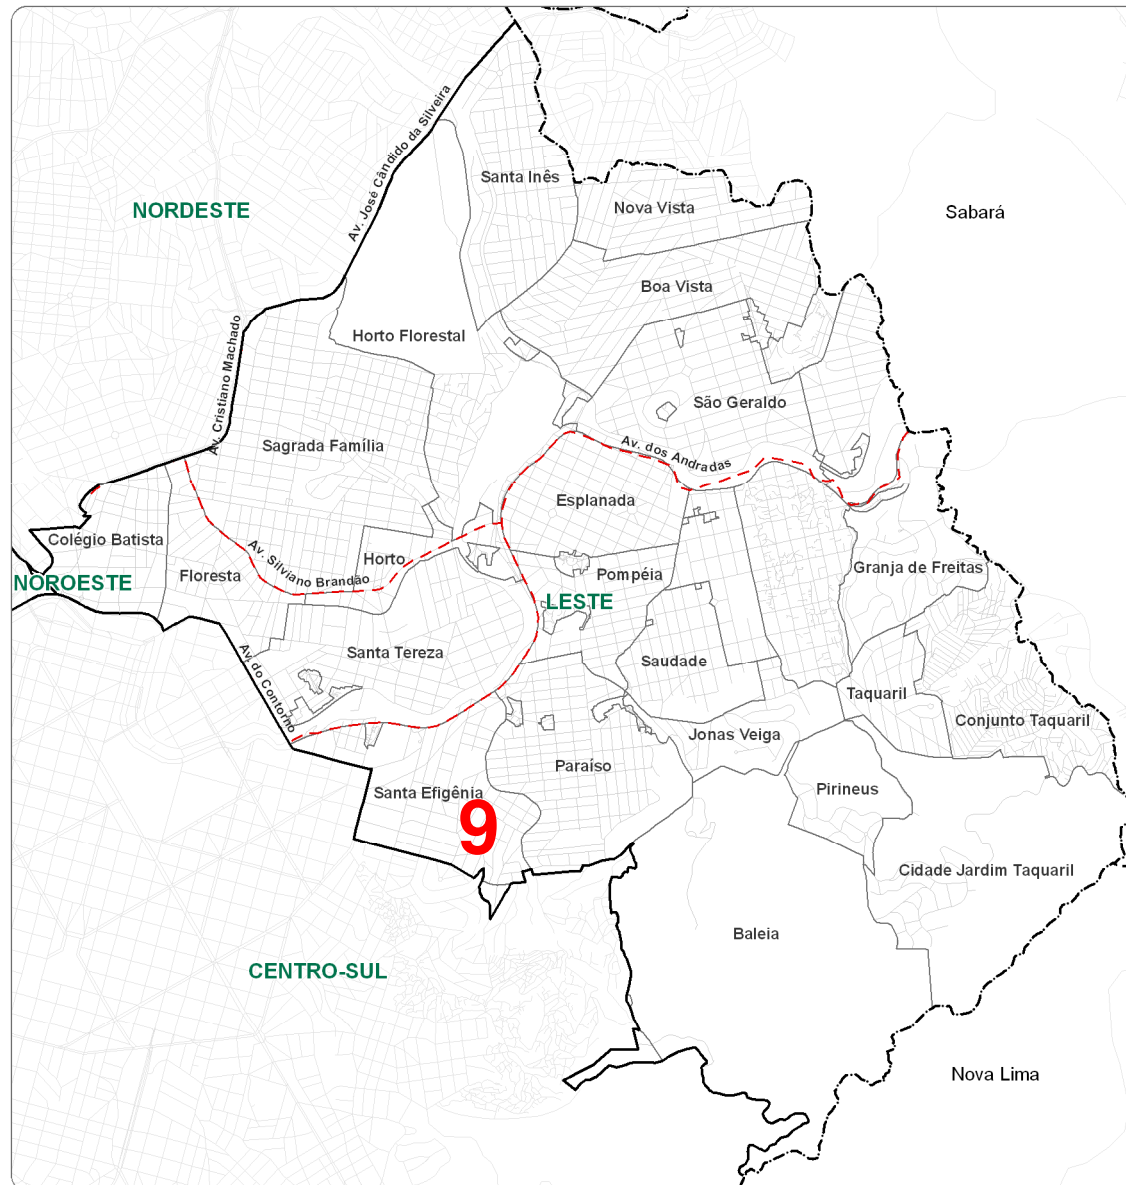 Av. José Cândido da Silveira
Santa Inês
NORDESTE
Nova Vista
Sabará
Boa Vista
Av. Cristiano Machado
Horto Florestal
São Geraldo
Sagrada Família
Av. dos Andradas
Esplanada
Colégio Batista
Av. Silviano Brandão
Horto
NOROESTE
Floresta
Pompéia
Granja de Freitas
LESTE
Av. do Contorno
Santa Tereza
Saudade
Taquaril
Conjunto Taquaril
Jonas Veiga
Paraíso
Santa Efigênia
Pirineus
9
Cidade Jardim Taquaril
Baleia
CENTRO-SUL
Nova Lima